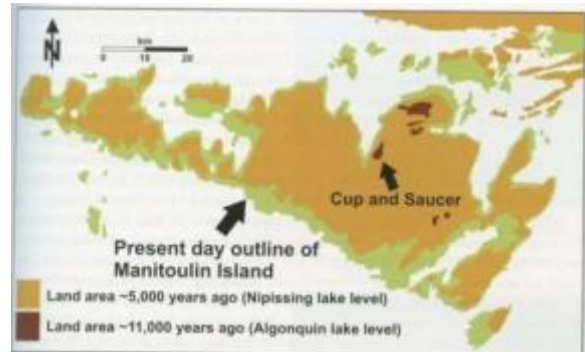 N
km
0 10 20
Cup and Saucer
Present day outline of
Manitoulin Island
Land area ~5,000 years ago (Nipissing lake level)
Land area ~11,000 years ago (Algonquin lake level)